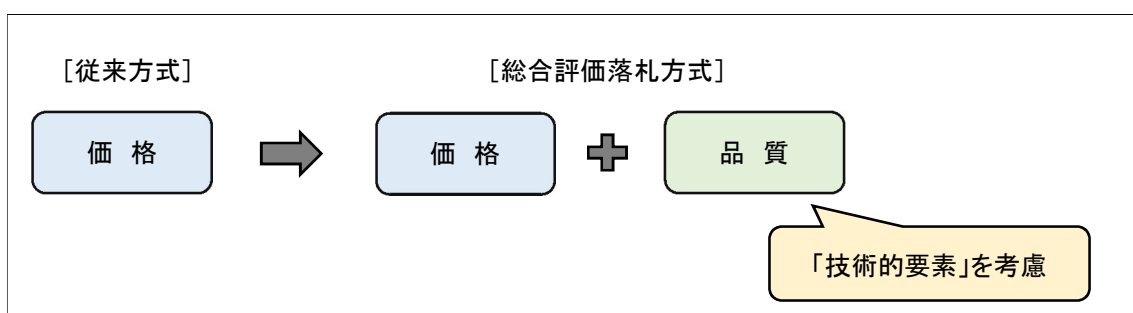 ［従来方式］
［総合評価落札方式］
価 格
価 格
品 質
「技術的要素」を考慮